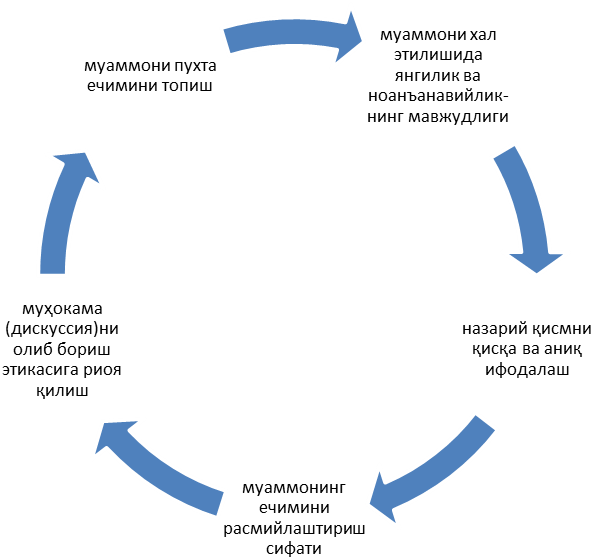 муаммони пухта
ечимини топиш
муаммони хал
этилишида
янгилик ва
ноанъанавийлик-
нинг мавжудлиги
назарий қисмни
қисқа ва аниқ
ифодалаш
муаммонинг
ечимини
расмийлаштириш
сифати
муҳокама
(дискуссия)ни
олиб бориш
этикасига риоя
қилиш